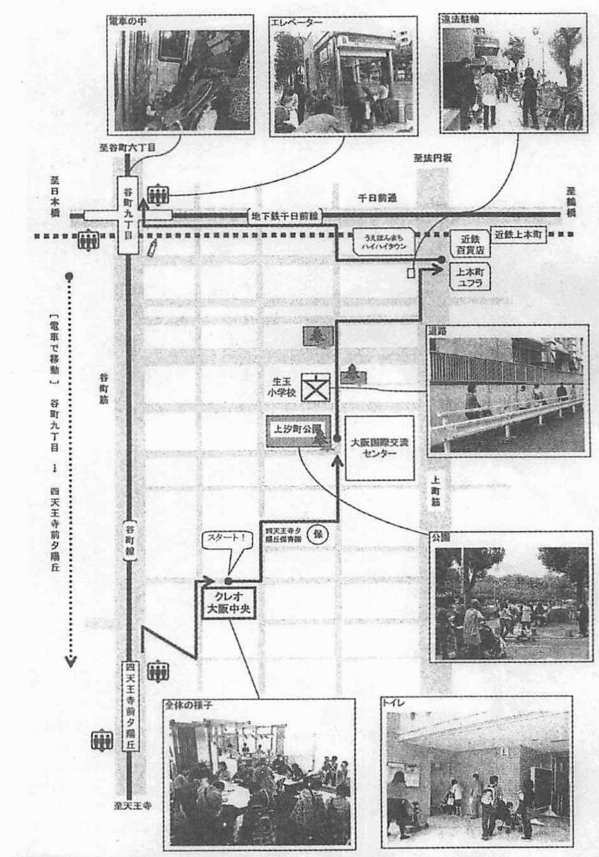 電車の中
エレベーター
違法駐輪
至谷町六丁目
至法円坂
至日本橋
谷町九丁目
千日前通
至鶴橋
地下鉄千日前線
うえほんまち
ハイハイタウン
近鉄
百貨店
近鉄上本町
上本町
ユフラ
[電車で移動] 谷町九丁目 → 四天王寺前夕陽丘
谷町筋
道路
生玉
小学校
上汐町公園
大阪国際交流
センター
上町筋
谷町線
四天王寺夕
陽丘保育園
保
スタート!
クレオ
大阪中央
公園
四天王寺前夕陽丘
全体の様子
トイレ
至天王寺